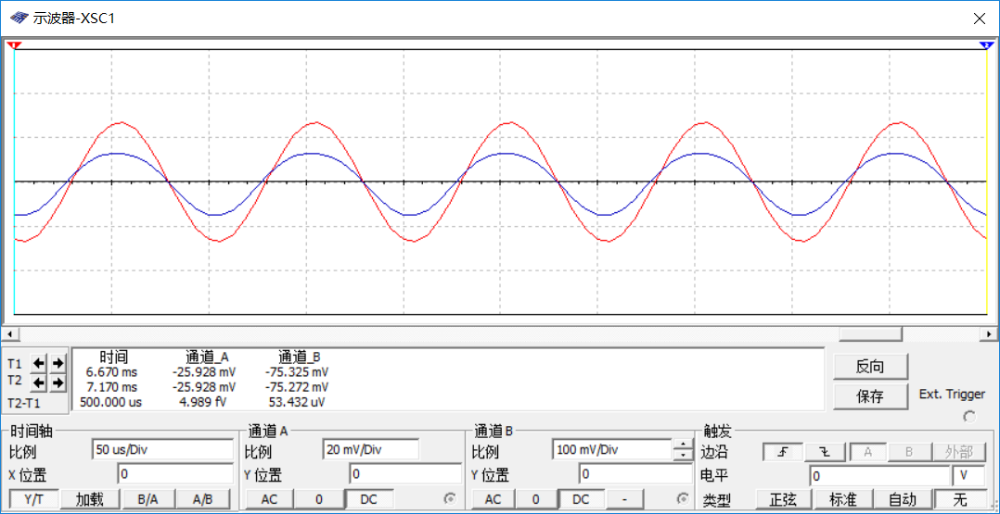 示波器-XSC1
1
2
时间 通道_A 通道_B
T1 6.670 ms -25.928 mV -75.325 mV
T2 7.170 ms -25.928 mV -75.272 mV
T2-T1 500.000 us 4.989 fV 53.432 uV
反向
保存
Ext. Trigger
时间轴
比例 50 us/Div
X 位置 0
Y/T 加载 B/A A/B
通道 A
比例 20 mV/Div
Y 位置 0
AC 0 DC
通道 B
比例 100 mV/Div
Y 位置 0
AC 0 DC -
触发
边沿 A B 外部
电平 0 V
类型 正弦 标准 自动 无